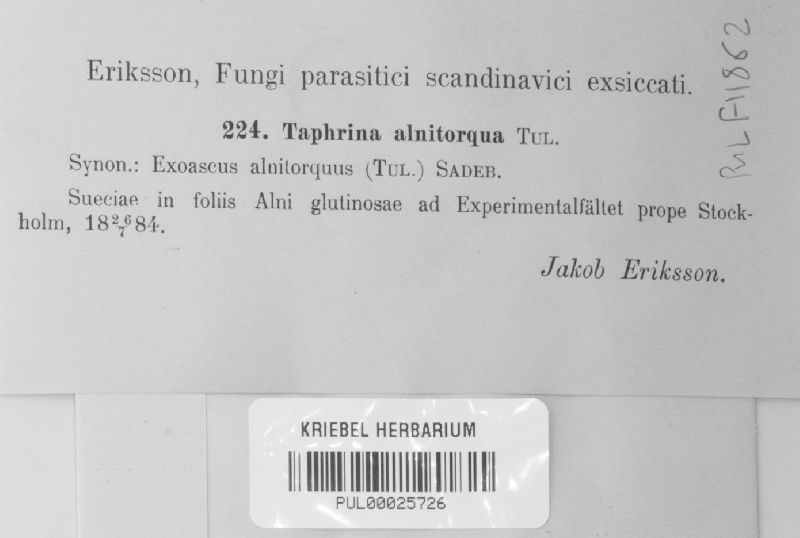 Eriksson, Fungi parasitici scandinavici exsiccati.
224. Taphrina alnitorqua TUL.
Synon.: Exoascus alnitorquus (TUL.) SADEB.
Sueciae in foliis Alni glutinosae ad Experimentalfältet prope Stock-
holm, 18 26/7 84.
Jakob Eriksson.
PUL F11862
KRIEBEL HERBARIUM
PUL00025726